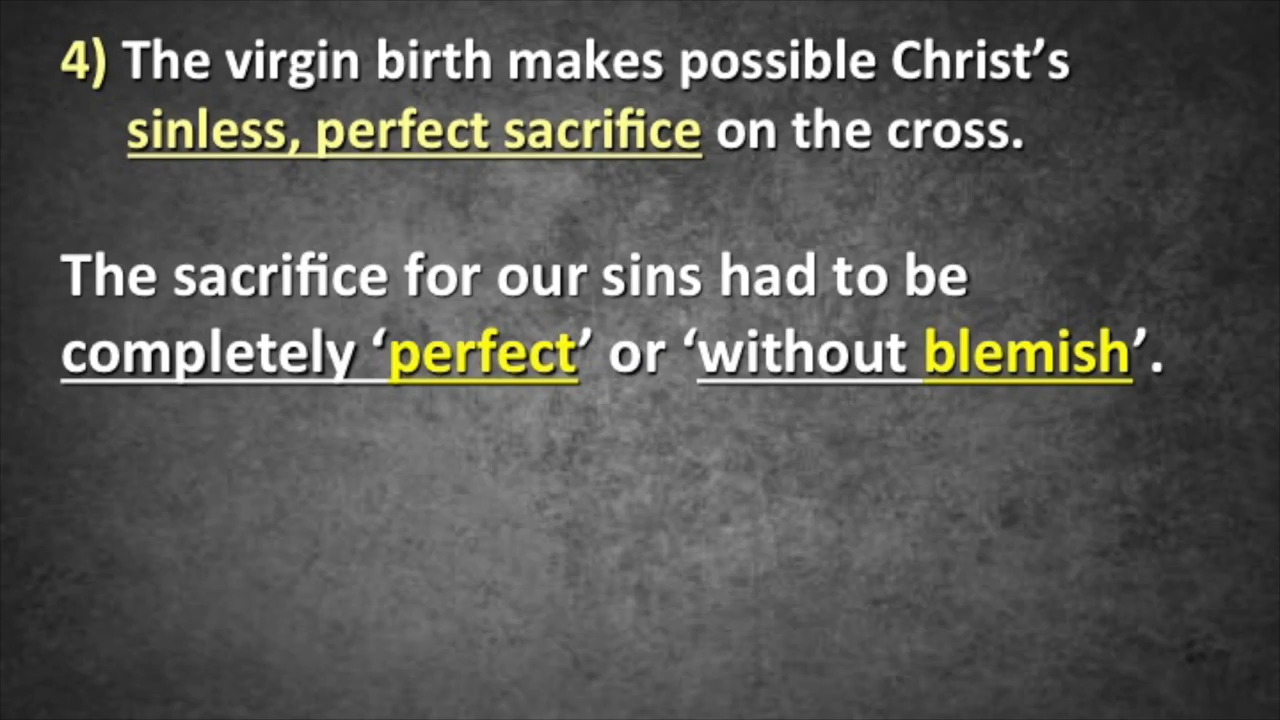 4) The virgin birth makes possible Christ’s
sinless, perfect sacrifice on the cross.
The sacrifice for our sins had to be
completely ‘perfect’ or ‘without blemish’.